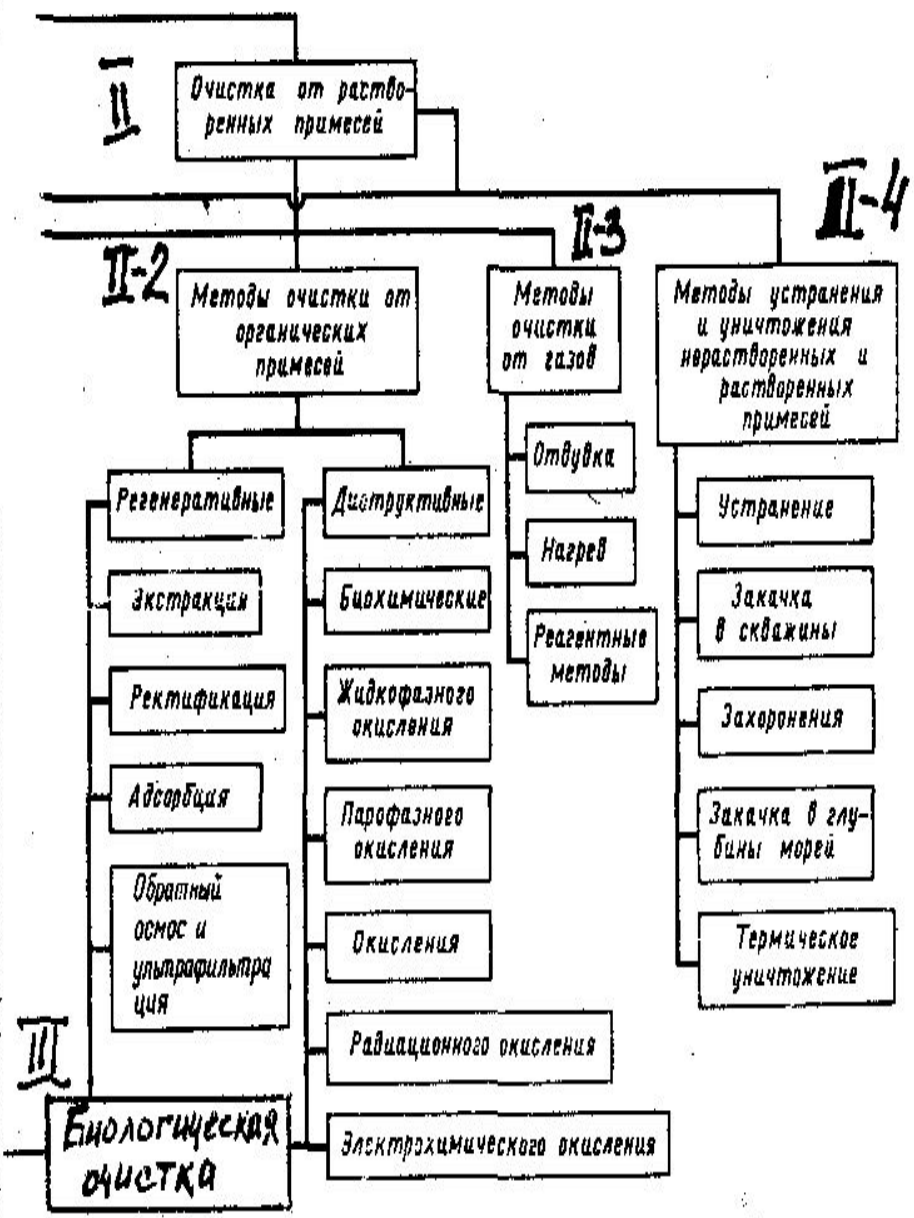 II
Очистка от раство-
ренных примесей
II-3
III-4
II-2
Методы очистки от
органических
примесей
Методы
очистки
от газов
Методы устранения
и уничтожения
нерастворенных и
растворенных
примесей
Регенеративные
Экстракция
Ректификация
Адсорбция
Обратный
осмос и
ультрафильтра
ция
Диструктивные
Биохимические
Жидкофазного
окисления
Парофазного
окисления
Окисления
Радиационного окисления
Электрохимического окисления
Отдувка
Нагрев
Реагентные
методы
Устранение
Закачка
в скважины
Захоронения
Закачка в глу-
бины морей
Термическое
уничтожение
III
Биологическая
очистка